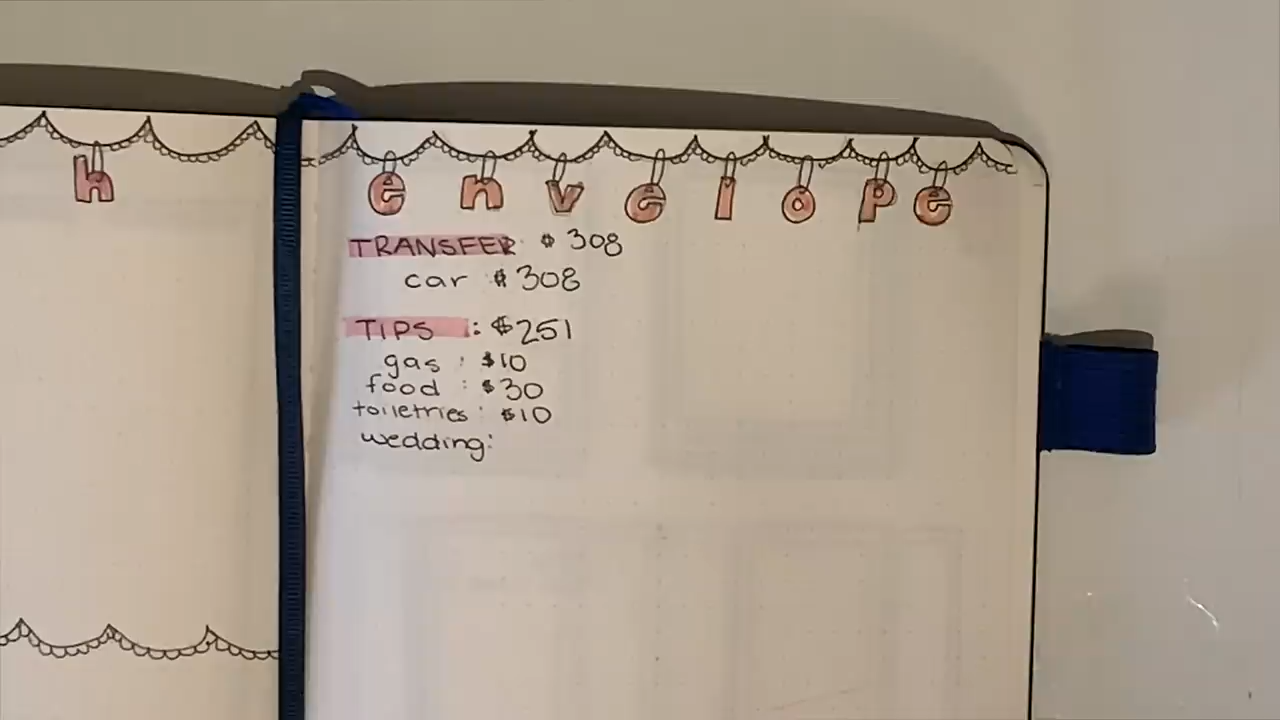 h
envelope
TRANSFER: $308
car $308
TIPS : $251
gas : $10
food : $30
toiletries : $10
wedding: